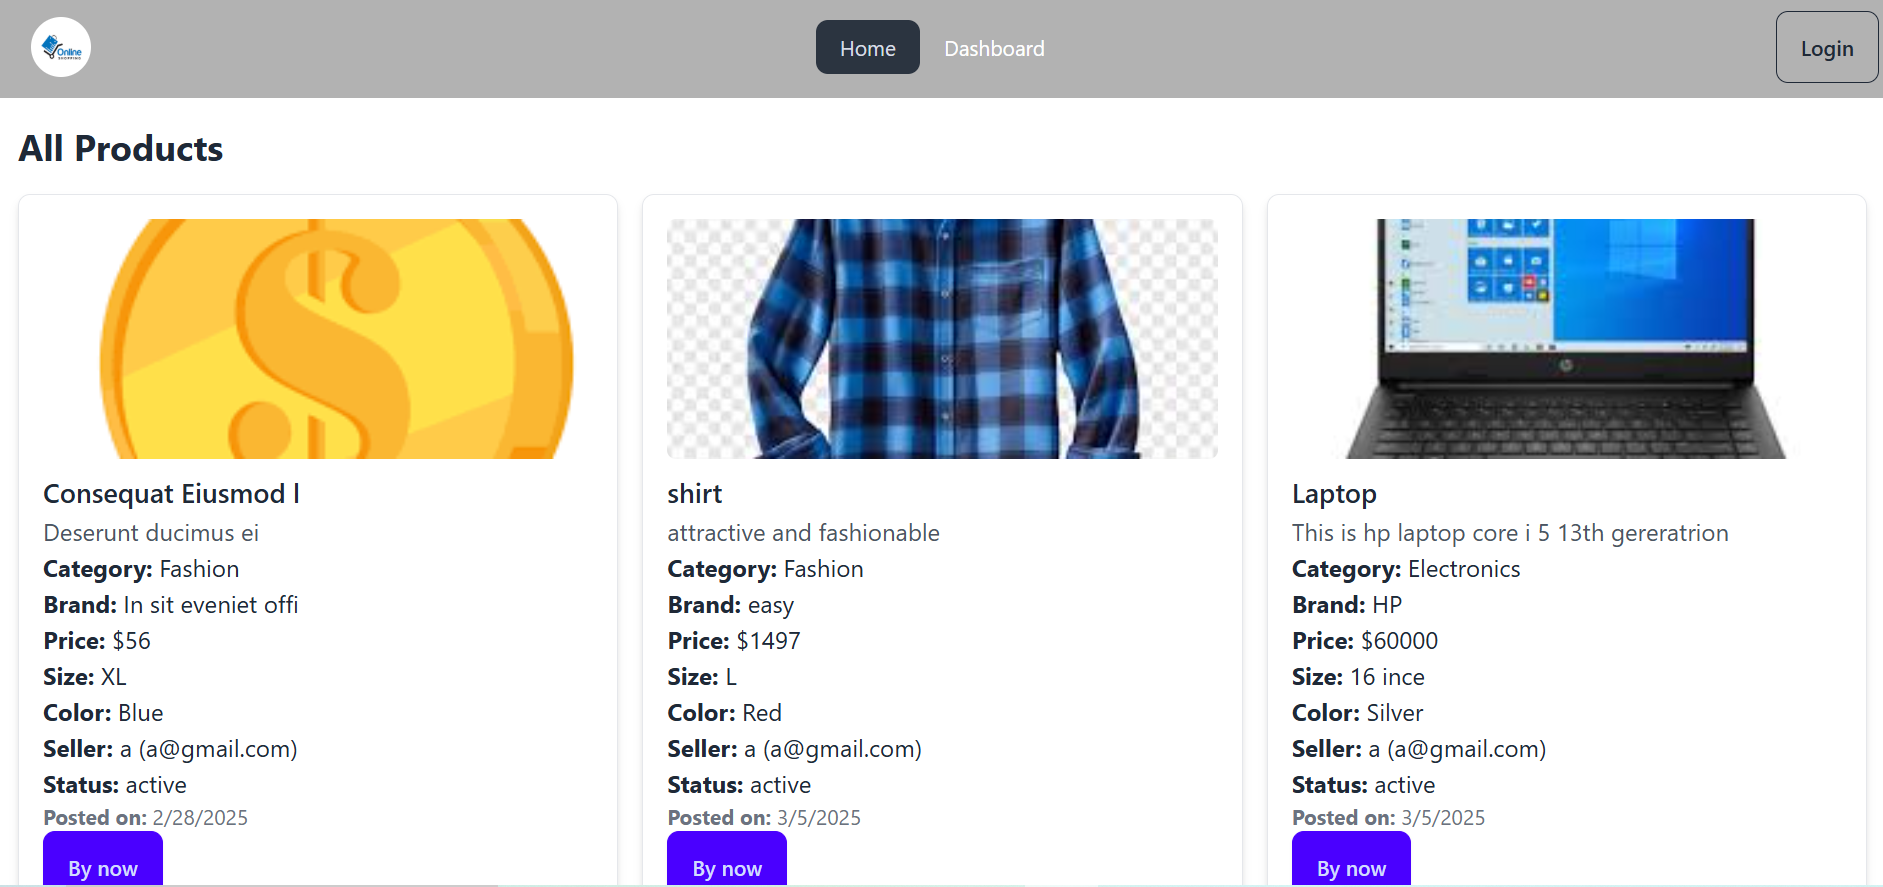 Online
SHOPPING
Home
Dashboard
Login
All Products
Consequat Eiusmod l
Deserunt ducimus ei
Category: Fashion
Brand: In sit eveniet offi
Price: $56
Size: XL
Color: Blue
Seller: a (a@gmail.com)
Status: active
Posted on: 2/28/2025
By now
shirt
attractive and fashionable
Category: Fashion
Brand: easy
Price: $1497
Size: L
Color: Red
Seller: a (a@gmail.com)
Status: active
Posted on: 3/5/2025
By now
Laptop
This is hp laptop core i 5 13th gereratrion
Category: Electronics
Brand: HP
Price: $60000
Size: 16 ince
Color: Silver
Seller: a (a@gmail.com)
Status: active
Posted on: 3/5/2025
By now